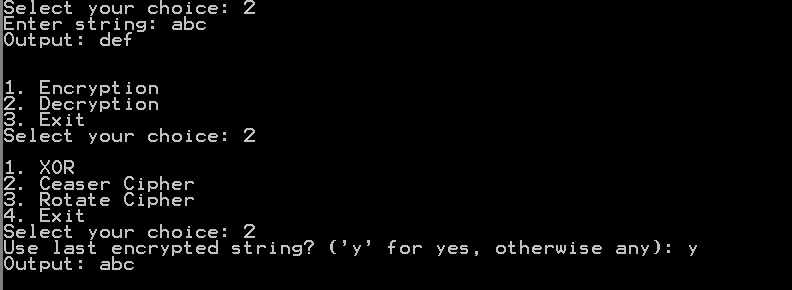 Select your choice: 2
Enter string: abc
Output: def
1. Encryption
2. Decryption
3. Exit
Select your choice: 2
1. XOR
2. Ceaser Cipher
3. Rotate Cipher
4. Exit
Select your choice: 2
Use last encrypted string? ('y' for yes, otherwise any): y
Output: abc